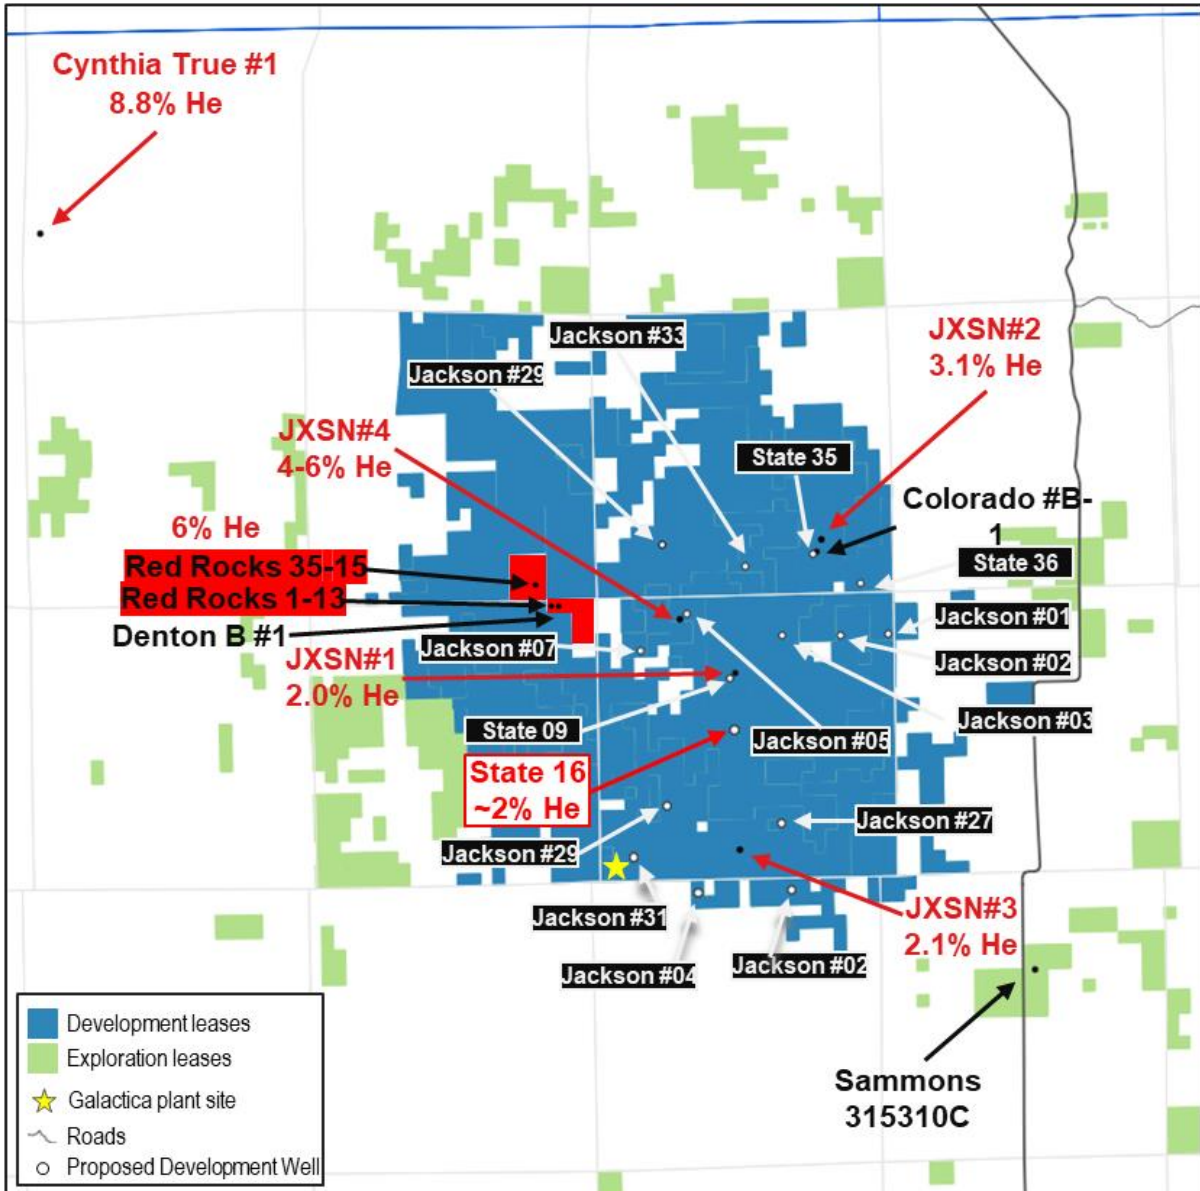 Cynthia True #1
8.8% He
Jackson #33
JXSN#2
3.1% He
Jackson #29
JXSN#4
4-6% He
State 35
Colorado #B-
1
6% He
State 36
Red Rocks 35-15
Red Rocks 1-13
Jackson #01
Denton B #1
Jackson #07
JXSN#1
2.0% He
Jackson #02
Jackson #03
State 09
Jackson #05
State 16
~2% He
Jackson #27
Jackson #29
JXSN#3
2.1% He
Jackson #31
Jackson #04
Jackson #02
Sammons
315310C
Development leases
Exploration leases
Galactica plant site
Roads
Proposed Development Well